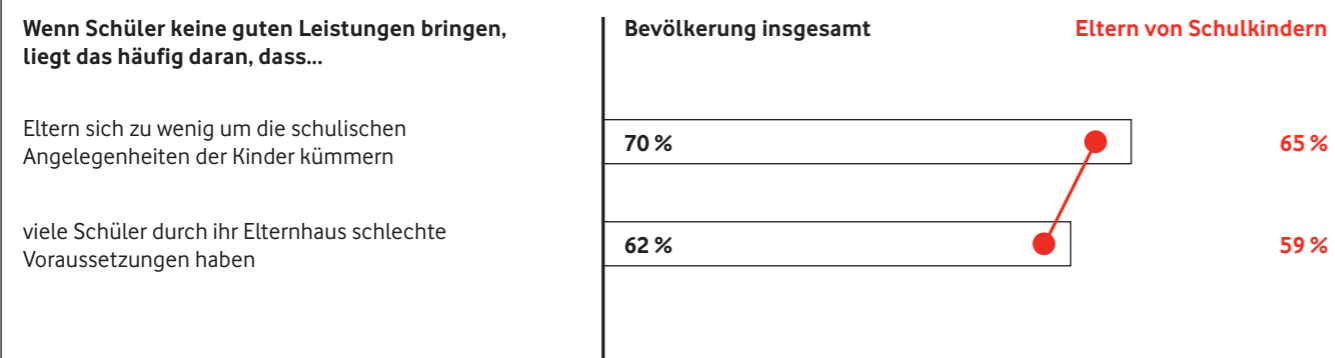 Wenn Schüler keine guten Leistungen bringen,
liegt das häufig daran, dass...
Bevölkerung insgesamt
Eltern von Schulkindern
Eltern sich zu wenig um die schulischen
Angelegenheiten der Kinder kümmern
70 %
65 %
viele Schüler durch ihr Elternhaus schlechte
Voraussetzungen haben
62 %
59 %